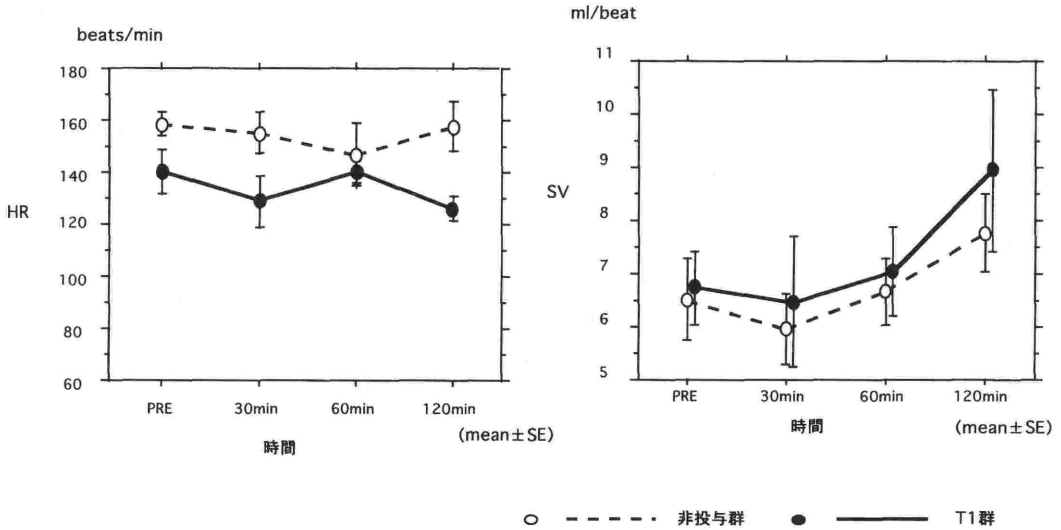 beats/min
180
160
140
120
100
80
60
HR
PRE 30min 60min 120min
時間
(mean±SE)
ml/beat
11
10
9
8
7
6
5
SV
PRE 30min 60min 120min
時間
(mean±SE)
非投与群 T1群